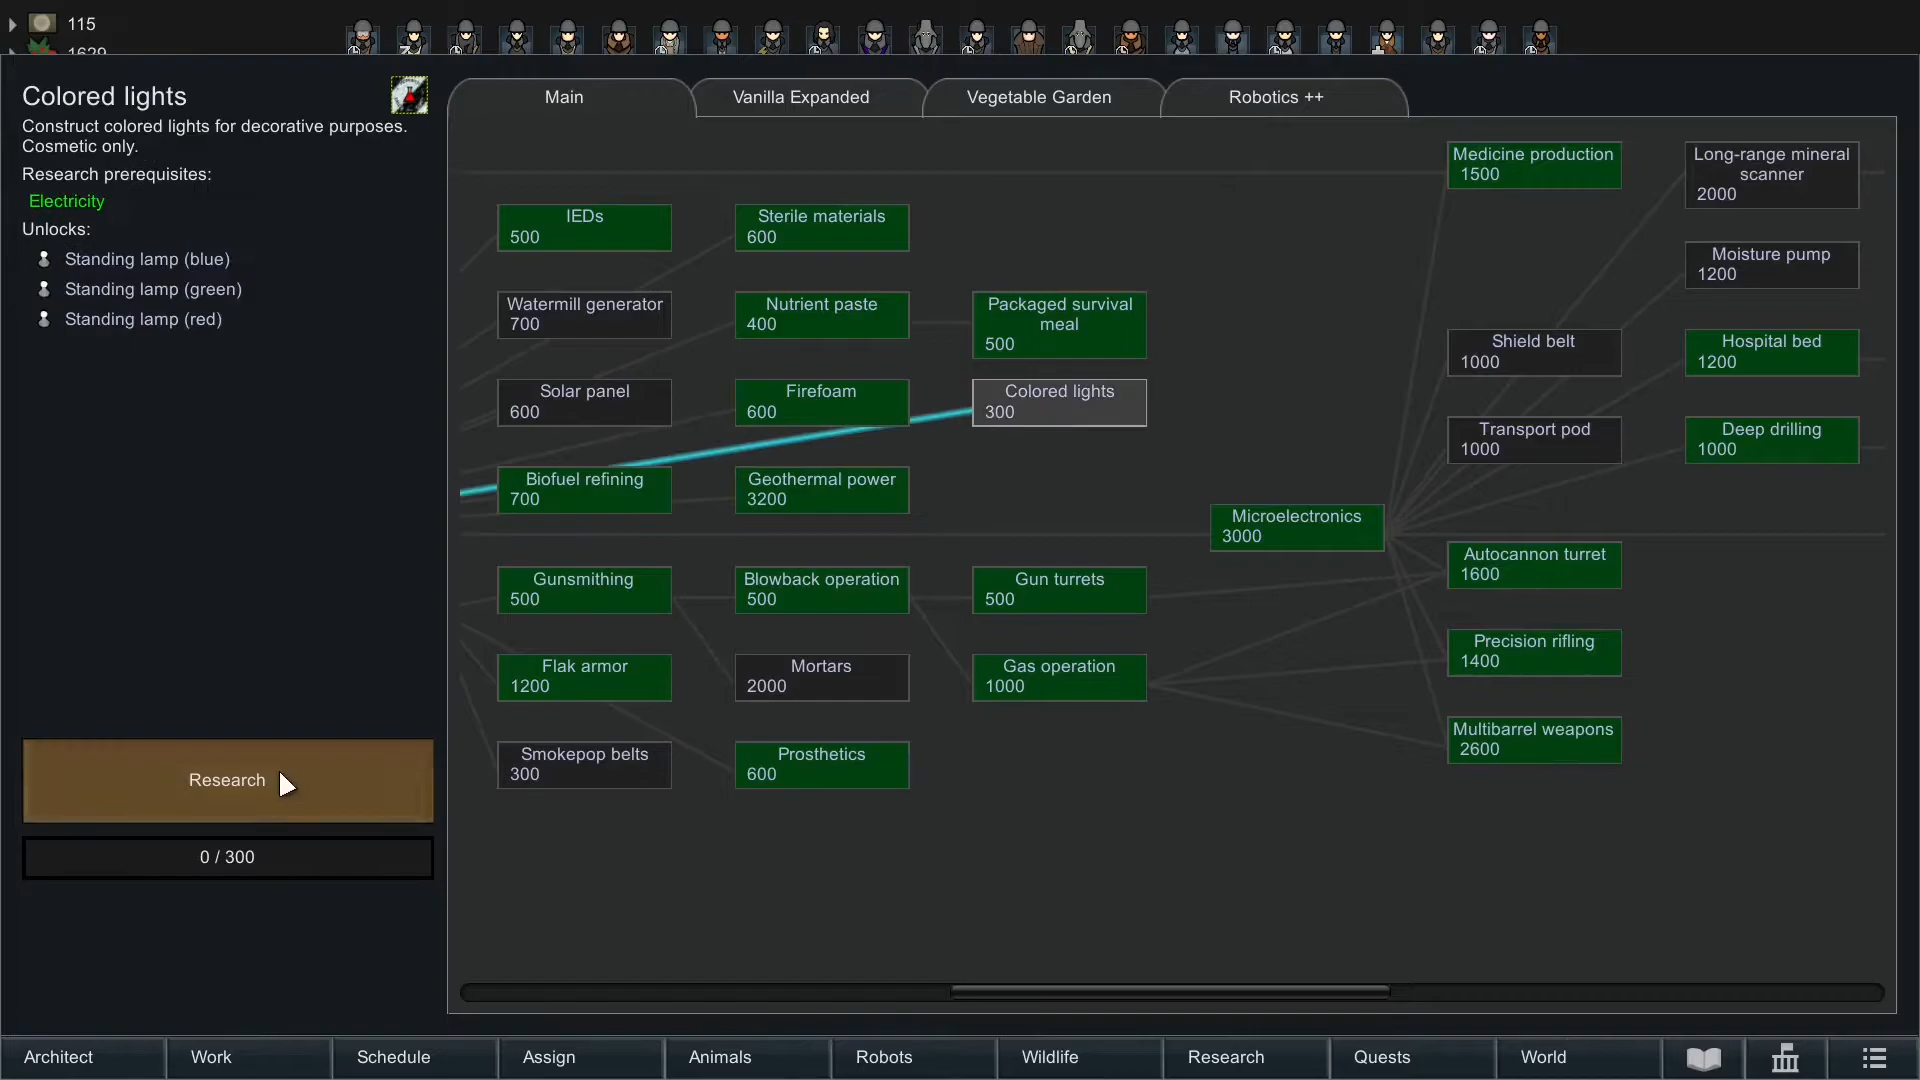 115
1629
Colored lights
Construct colored lights for decorative purposes.
Cosmetic only.
Research prerequisites:
Electricity
Unlocks:
Standing lamp (blue)
Standing lamp (green)
Standing lamp (red)
Research
0 / 300
Main
Vanilla Expanded
Vegetable Garden
Robotics ++
Medicine production
1500
Long-range mineral
scanner
2000
IEDs
500
Sterile materials
600
Moisture pump
1200
Watermill generator
700
Nutrient paste
400
Packaged survival
meal
500
Shield belt
1000
Hospital bed
1200
Solar panel
600
Firefoam
600
Colored lights
300
Transport pod
1000
Deep drilling
1000
Biofuel refining
700
Geothermal power
3200
Microelectronics
3000
Autocannon turret
1600
Gunsmithing
500
Blowback operation
500
Gun turrets
500
Precision rifling
1400
Flak armor
1200
Mortars
2000
Gas operation
1000
Multibarrel weapons
2600
Smokepop belts
300
Prosthetics
600
Architect
Work
Schedule
Assign
Animals
Robots
Wildlife
Research
Quests
World